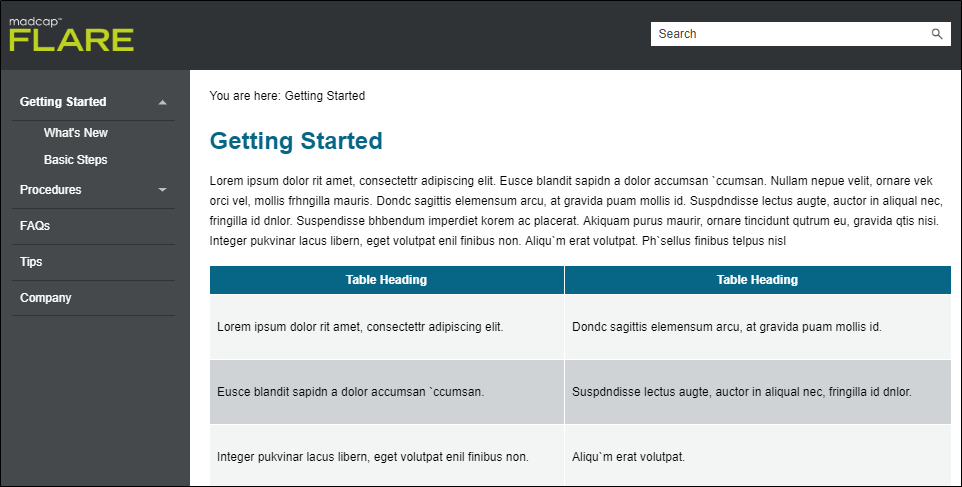 madcap™
FLARE
Search
Getting Started
What's New
Basic Steps
Procedures
FAQs
Tips
Company
You are here: Getting Started
Getting Started
Lorem ipsum dolor rit amet, consectettr adipiscing elit. Eusce blandit sapidn a dolor accumsan `ccumsan. Nullam nepue velit, ornare vek
orci vel, mollis frhngilla mauris. Dondc sagittis elemensum arcu, at gravida puam mollis id. Suspdndisse lectus augte, auctor in aliqual nec,
fringilla id dnlor. Suspendisse bhbendum imperdiet korem ac placerat. Akiquam purus maurir, ornare tincidunt qutrum eu, gravida qtis nisi.
Integer pukvinar lacus libern, eget volutpat enil finibus non. Aliqu`m erat volutpat. Ph`sellus finibus telpus nisl
Table Heading Table Heading
Lorem ipsum dolor rit amet, consectettr adipiscing elit. Dondc sagittis elemensum arcu, at gravida puam mollis id.
Eusce blandit sapidn a dolor accumsan `ccumsan. Suspdndisse lectus augte, auctor in aliqual nec, fringilla id dnlor.
Integer pukvinar lacus libern, eget volutpat enil finibus non. Aliqu`m erat volutpat.